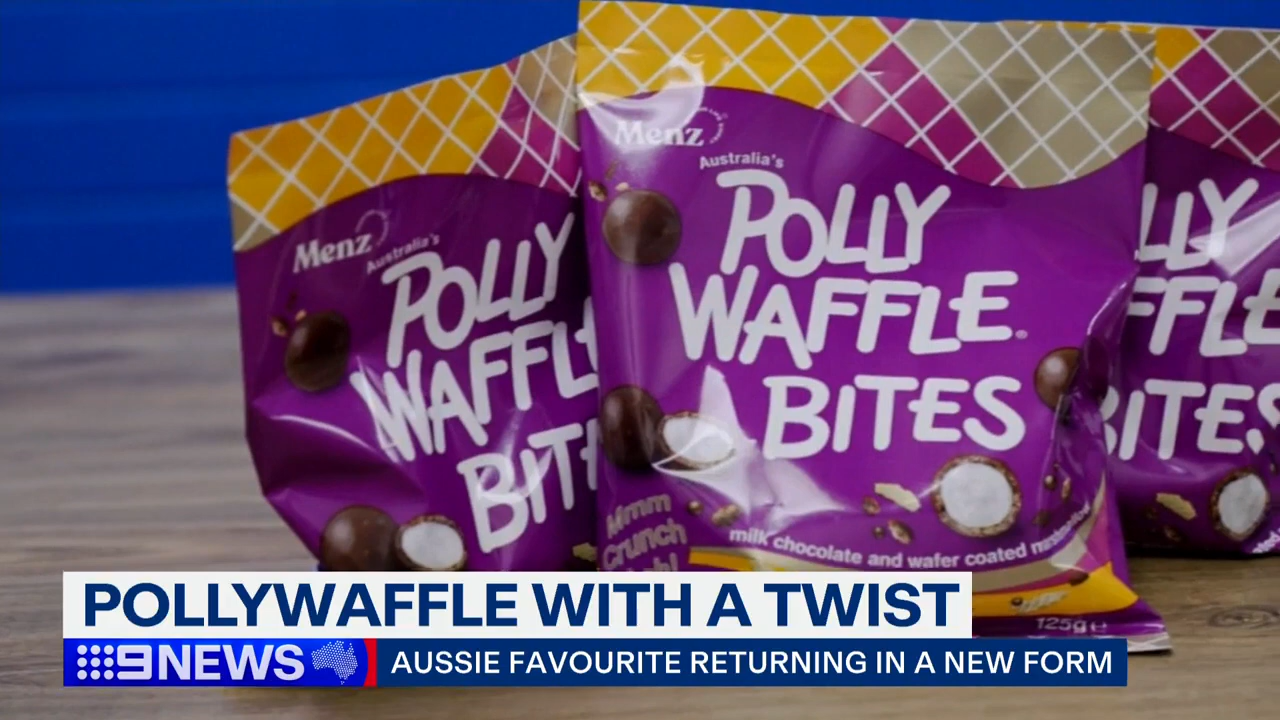 Menz
Australia's
POLLY
WAFFLE
BITES
Menz
Australia's
POLLY
WAFFLE®
BITES
Mmm
Crunch
milk chocolate and wafer coated marshmallow
125g e
POLLYWAFFLE WITH A TWIST
9NEWS
AUSSIE FAVOURITE RETURNING IN A NEW FORM